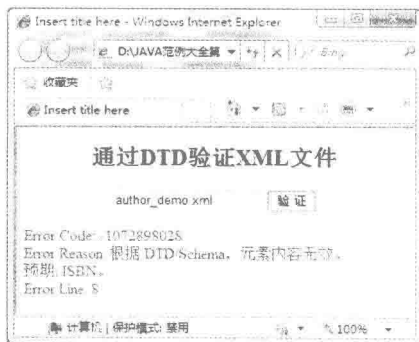 Insert title here - Windows Internet Explorer
D:\JAVA范例大全篇
Bing
收藏夹
Insert title here
通过DTD验证XML文件
author_demo xml
验 证
Error Code: -1072898028
Error Reason: 根据 DTD/Schema，元素内容无效。
预期: ISBN。
Error Line: 8
计算机 | 保护模式: 禁用
100%